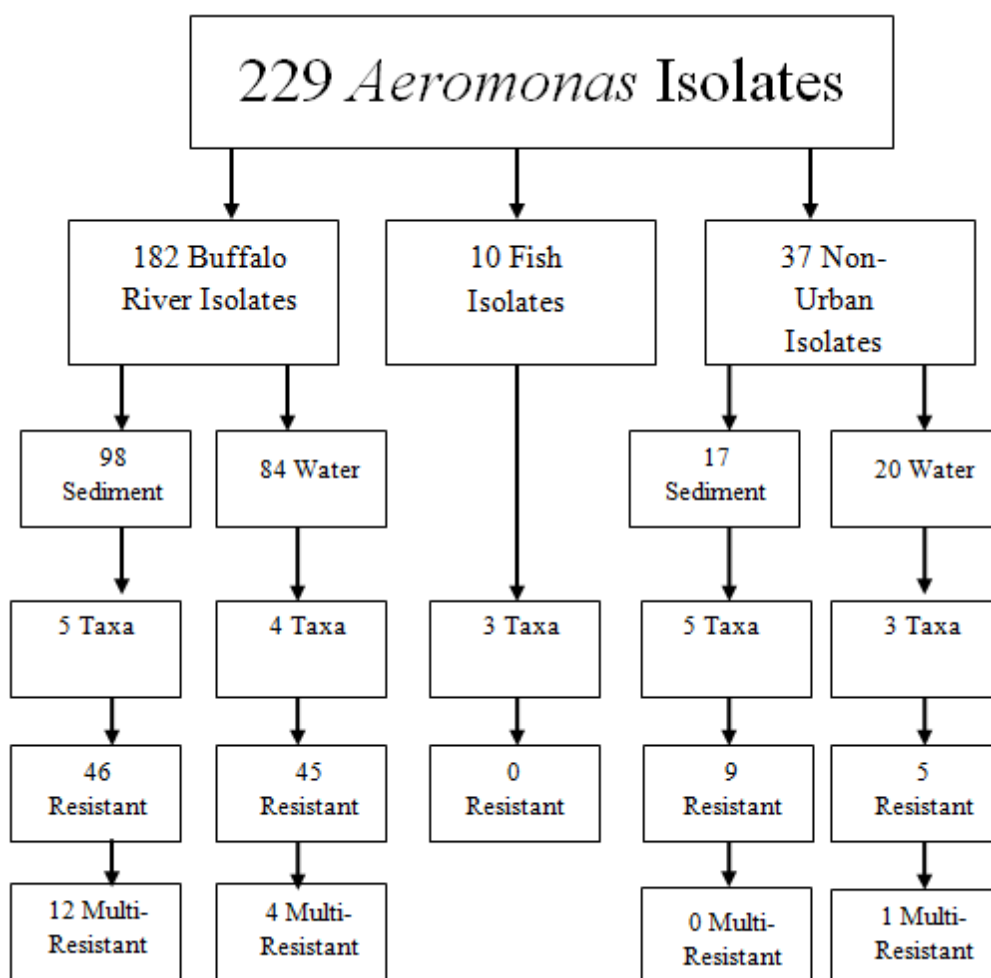 229 Aeromonas Isolates
182 Buffalo
River Isolates
10 Fish
Isolates
37 Non-
Urban
Isolates
98
Sediment
84 Water
17
Sediment
20 Water
5 Taxa
4 Taxa
3 Taxa
5 Taxa
3 Taxa
46
Resistant
45
Resistant
0
Resistant
9
Resistant
5
Resistant
12 Multi-
Resistant
4 Multi-
Resistant
0 Multi-
Resistant
1 Multi-
Resistant